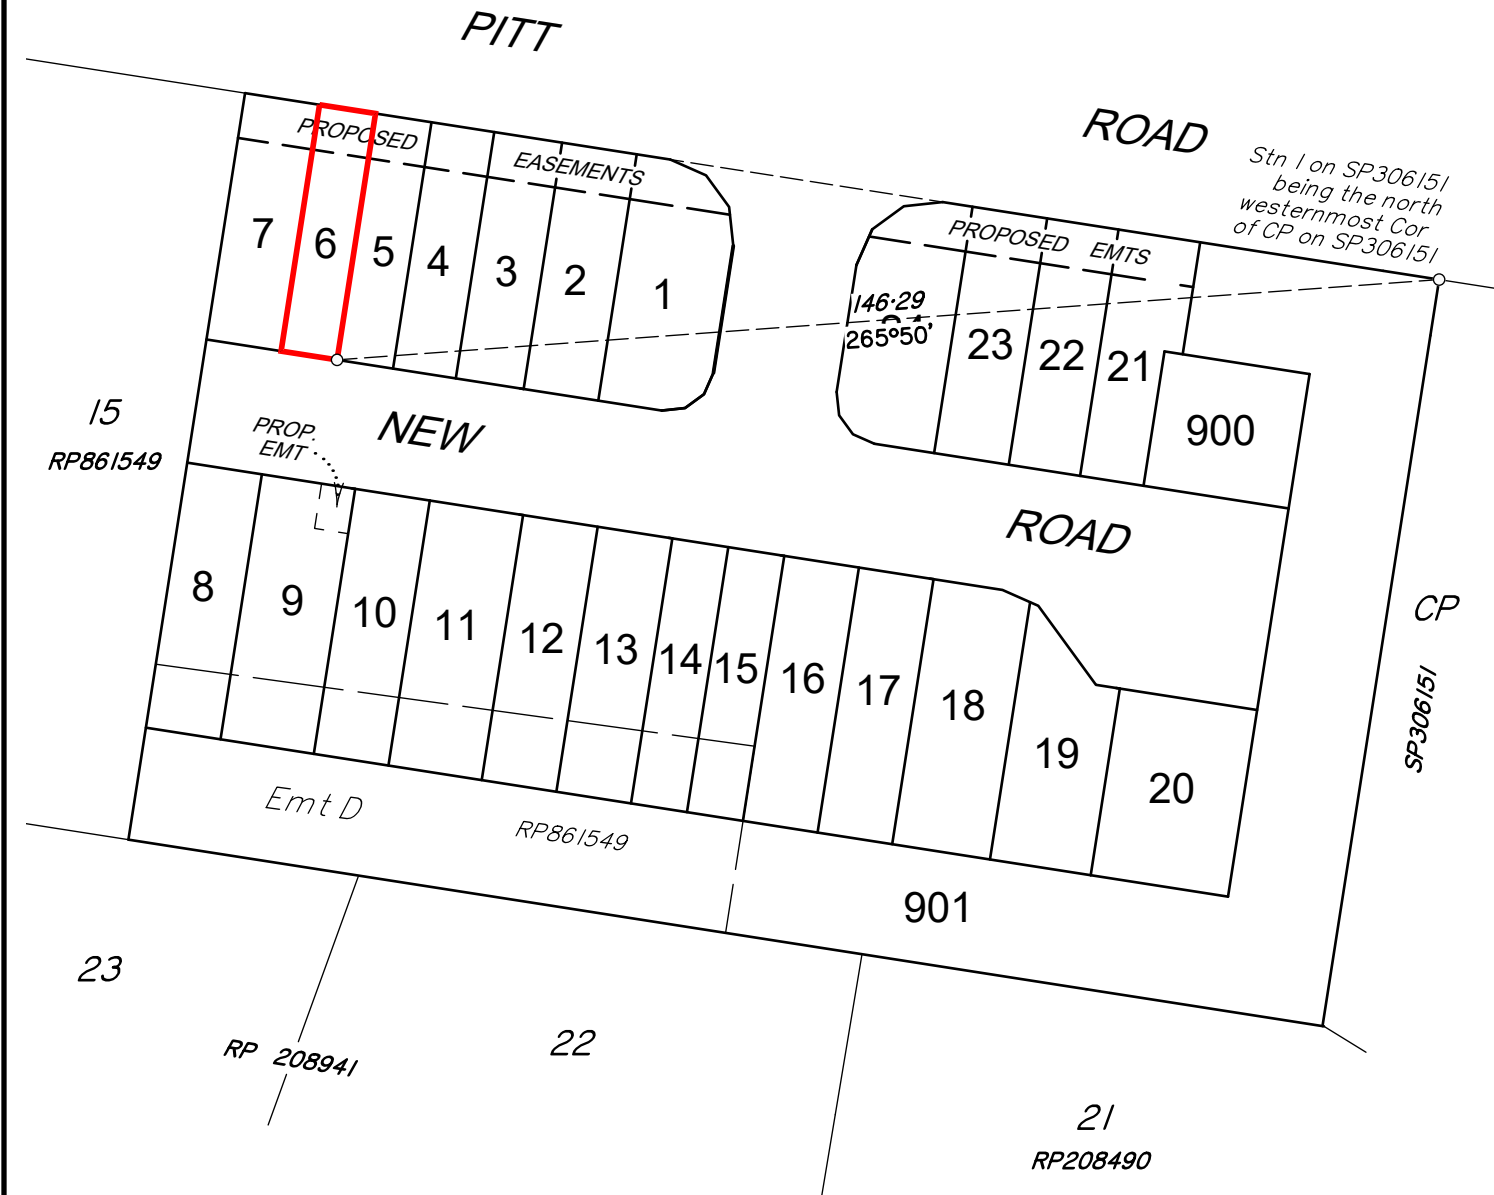 PITT
ROAD
Stn 1 on SP306151
being the north
westernmost Cor
of CP on SP306151
PROPOSED
EASEMENTS
PROPOSED EMTS
7
6
5
4
3
2
1
146·29
265°50'
23
22
21
900
15
RP861549
PROP.
EMT
NEW
ROAD
8
9
10
11
12
13
14
15
16
17
18
19
20
CP
SP306151
Emt D
RP861549
901
23
RP 208941
22
21
RP208490